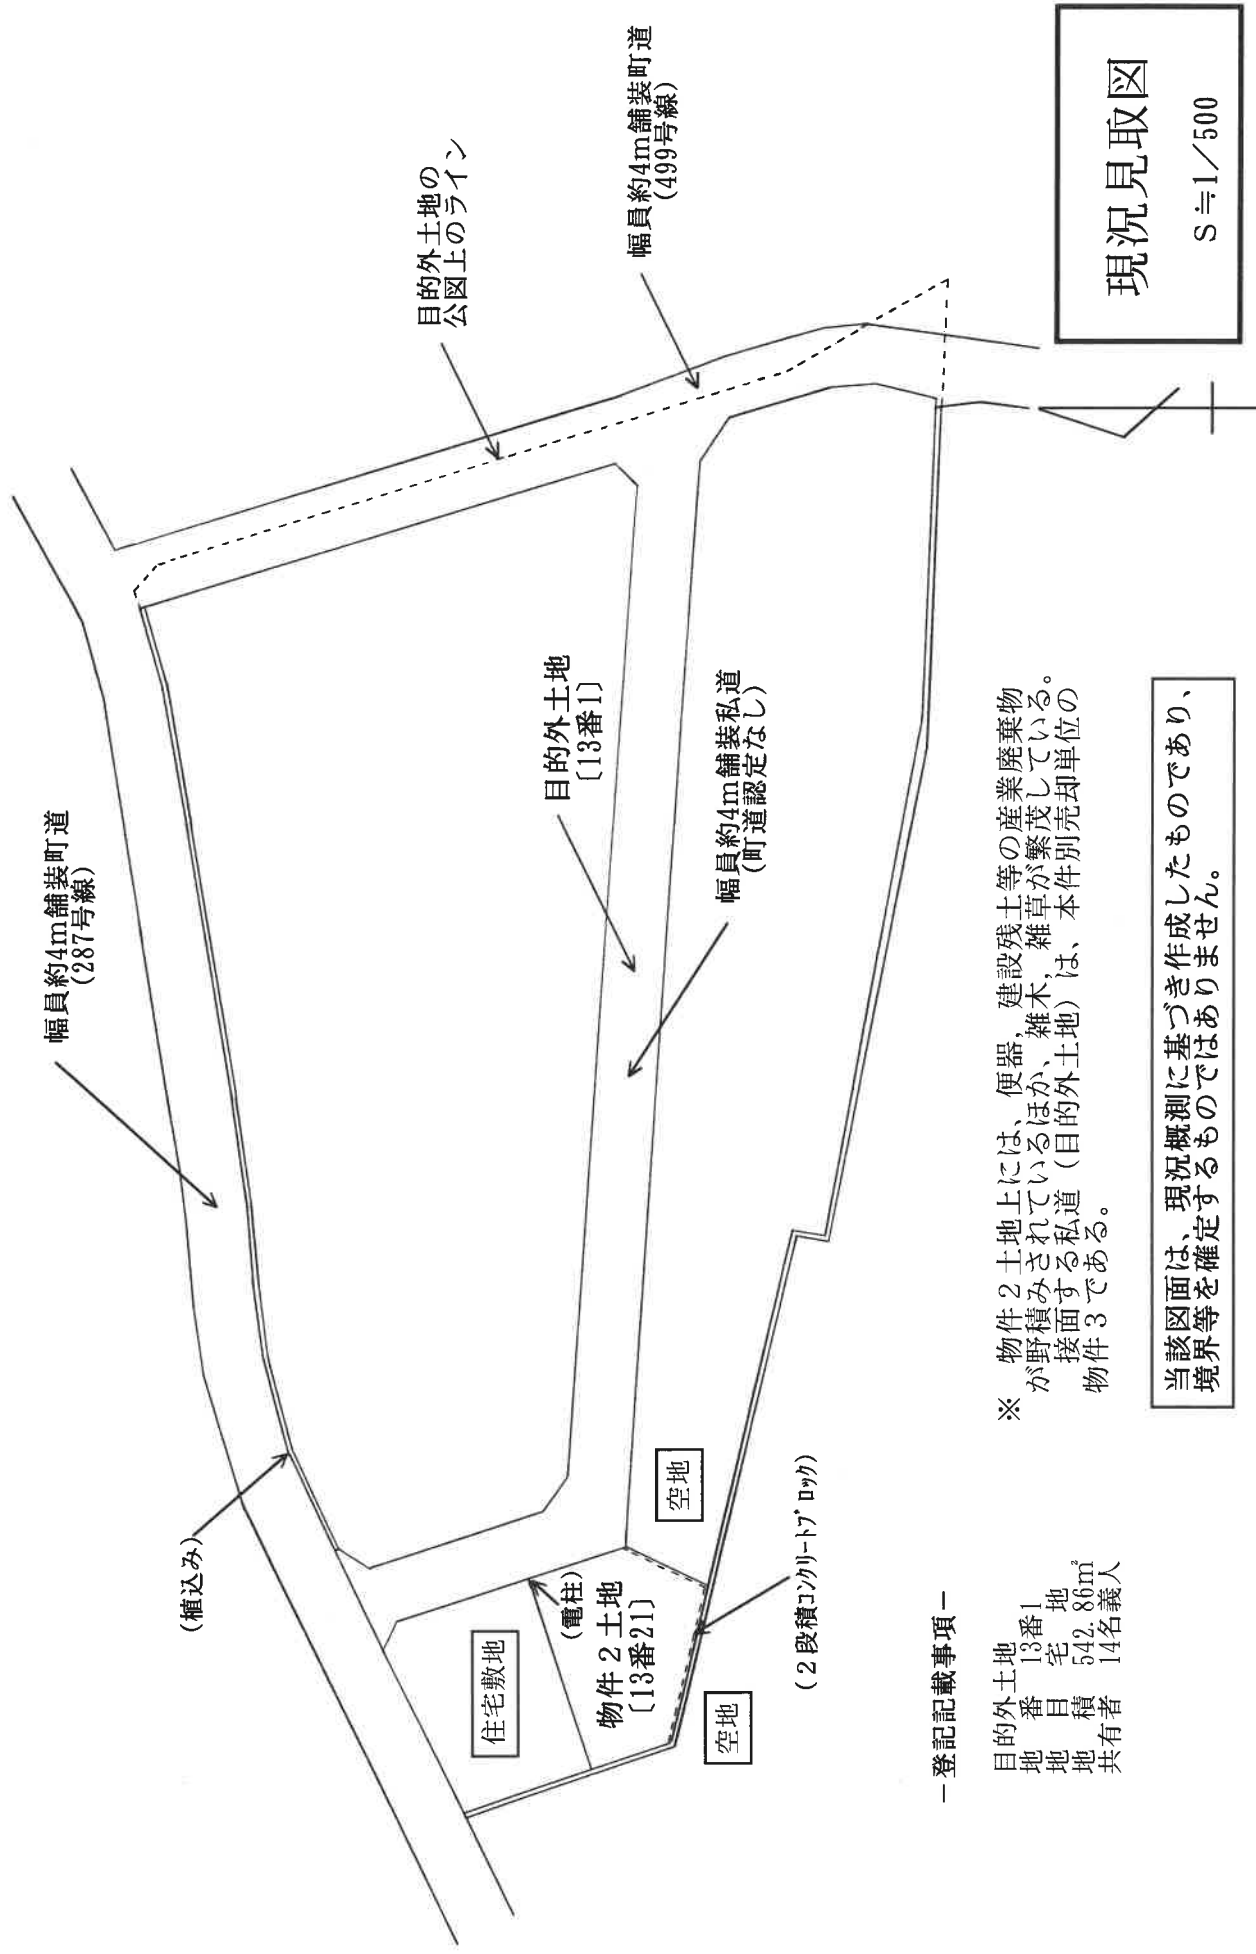 現況見取図
S≒1/500
幅員約4m舗装町道
(287号線)
目的外土地の
公図上のライン
幅員約4m舗装町道
(499号線)
(植込み)
目的外土地
〔13番1〕
幅員約4m舗装私道
(町道認定なし)
住宅敷地
(電柱)
物件2土地
〔13番21〕
空地
空地
(2段積コンクリートブロック)
※ 物件2土地上には、便器, 建設残土等の産業廃棄物
が野積みされているほか、雑木, 雑草が繁茂している。
接面する私道(目的外土地)は、本件別売却単位の
物件3である。
当該図面は、現況概測に基づき作成したものであり、
境界等を確定するものではありません。
ー登記記載事項ー
目的外土地
地番 13番1
地目 宅地
地積 542.86㎡
共有者 14名義人